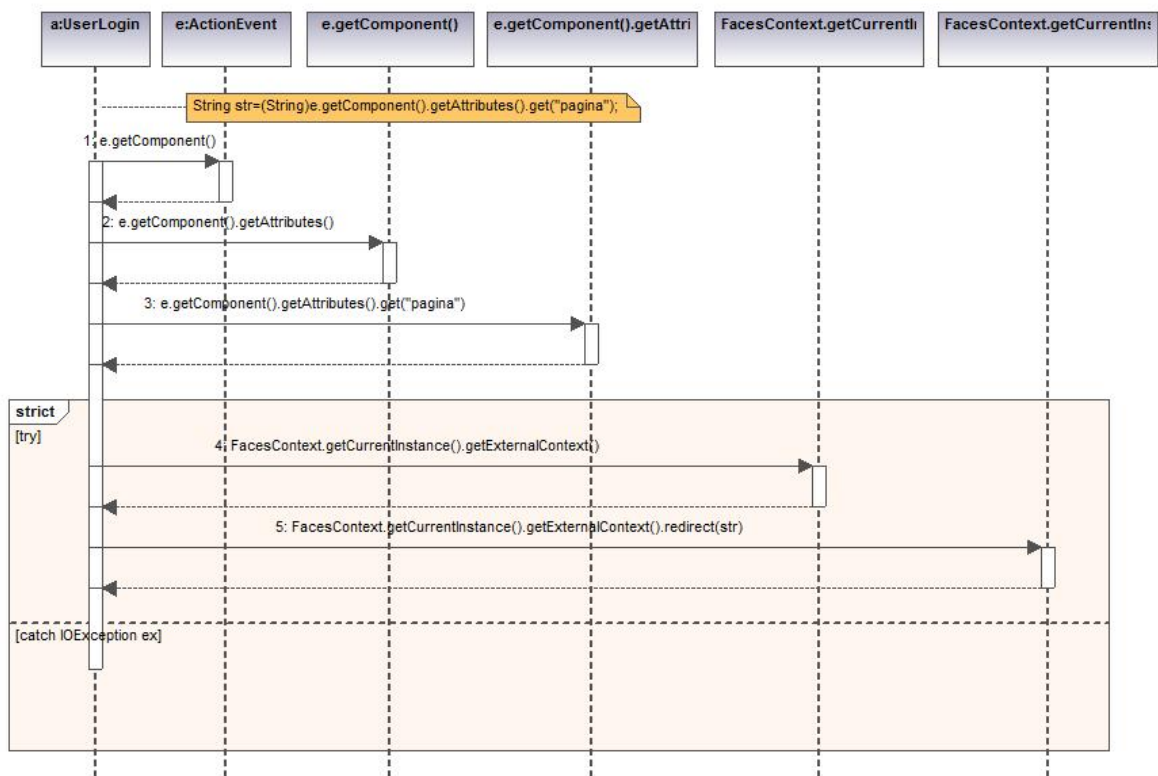 a:UserLogin
e:ActionEvent
e.getComponent()
e.getComponent().getAttri
FacesContext.getCurrentI
FacesContext.getCurrentIns
String str=(String)e.getComponent().getAttributes().get("pagina");
1: e.getComponent()
2: e.getComponent().getAttributes()
3: e.getComponent().getAttributes().get("pagina")
strict
[try]
4: FacesContext.getCurrentInstance().getExternalContext()
5: FacesContext.getCurrentInstance().getExternalContext().redirect(str)
[catch IOException ex]